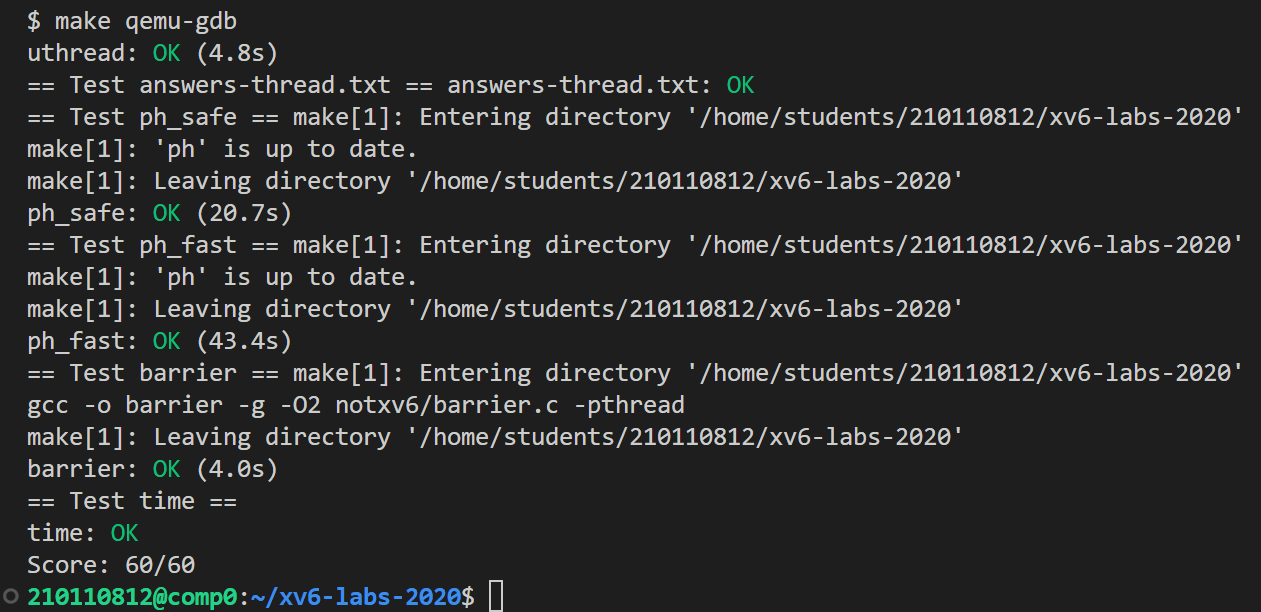 $ make qemu-gdb
uthread: OK (4.8s)
== Test answers-thread.txt == answers-thread.txt: OK
== Test ph_safe == make[1]: Entering directory '/home/students/210110812/xv6-labs-2020'
make[1]: 'ph' is up to date.
make[1]: Leaving directory '/home/students/210110812/xv6-labs-2020'
ph_safe: OK (20.7s)
== Test ph_fast == make[1]: Entering directory '/home/students/210110812/xv6-labs-2020'
make[1]: 'ph' is up to date.
make[1]: Leaving directory '/home/students/210110812/xv6-labs-2020'
ph_fast: OK (43.4s)
== Test barrier == make[1]: Entering directory '/home/students/210110812/xv6-labs-2020'
gcc -o barrier -g -O2 notxv6/barrier.c -pthread
make[1]: Leaving directory '/home/students/210110812/xv6-labs-2020'
barrier: OK (4.0s)
== Test time ==
time: OK
Score: 60/60
210110812@comp0:~/xv6-labs-2020$